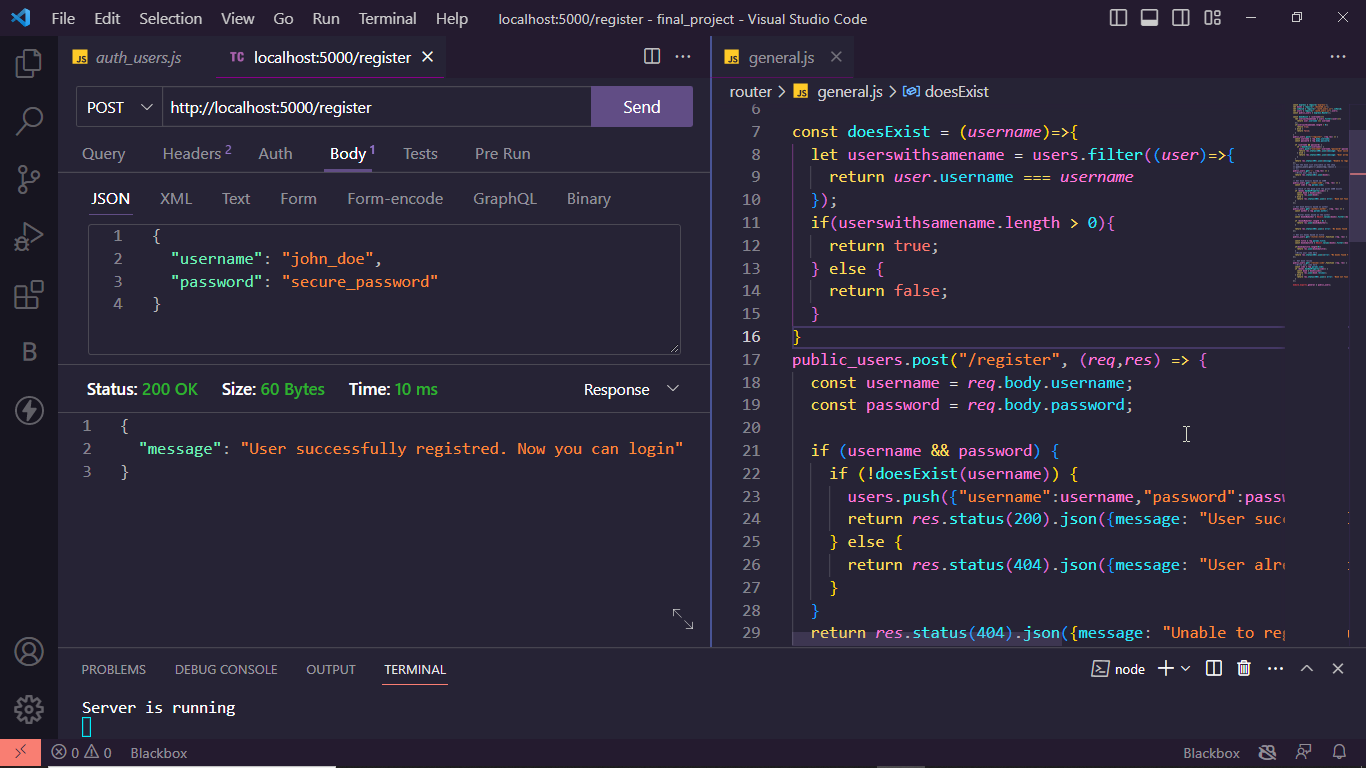 File Edit Selection View Go Run Terminal Help localhost:5000/register - final_project - Visual Studio Code
JS auth_users.js
TC localhost:5000/register
POST http://localhost:5000/register Send
Query Headers 2 Auth Body 1 Tests Pre Run
JSON XML Text Form Form-encode GraphQL Binary
1 {
2 "username": "john_doe",
3 "password": "secure_password"
4 }
Status: 200 OK Size: 60 Bytes Time: 10 ms Response
1 {
2 "message": "User successfully registred. Now you can login"
3 }
JS general.js
router > JS general.js > doesExist
6
7 const doesExist = (username)=>{
8 let userswithsamename = users.filter((user)=>{
9 return user.username === username
10 });
11 if(userswithsamename.length > 0){
12 return true;
13 } else {
14 return false;
15 }
16 }
17 public_users.post("/register", (req,res) => {
18 const username = req.body.username;
19 const password = req.body.password;
20
21 if (username && password) {
22 if (!doesExist(username)) {
23 users.push({"username":username,"password":passw
24 return res.status(200).json({message: "User succ
25 } else {
26 return res.status(404).json({message: "User alr
27 }
28 }
29 return res.status(404).json({message: "Unable to reg
B
PROBLEMS DEBUG CONSOLE OUTPUT TERMINAL node
Server is running
0 0 Blackbox Blackbox